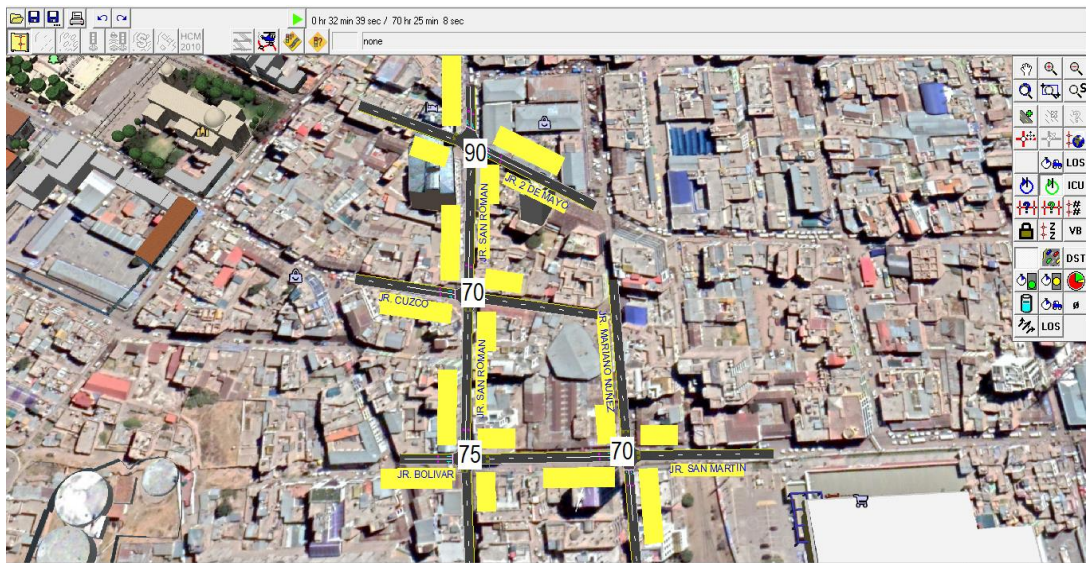 0 hr 32 min 39 sec / 70 hr 25 min 8 sec
HCM
2010
none
S
LOS
ICU
##
Z
Z
VB
DST
ø
LOS
90
JR. 2 DE MAYO
JR. SAN ROMAN
JR. CUZCO
70
JR. SAN ROMAN
JR. MARIANO NUÑEZ
75
JR. BOLIVAR
70
JR. SAN MARTIN